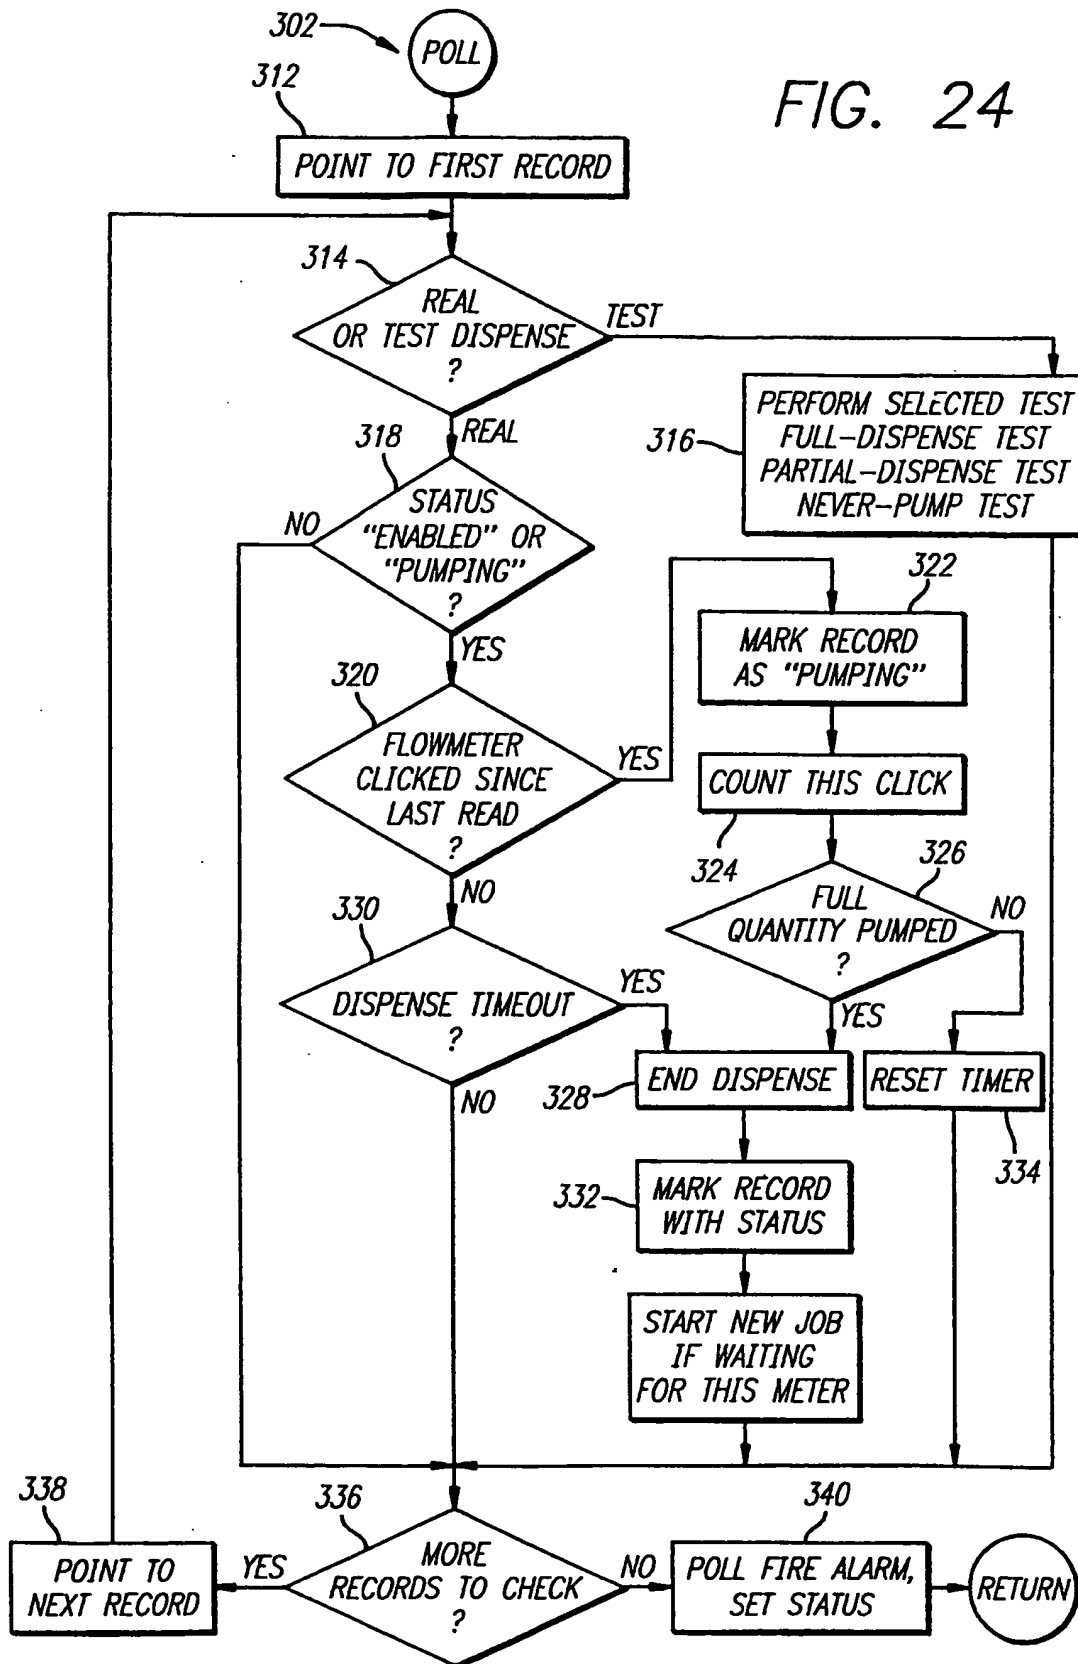 302
POLL
FIG. 24
312
POINT TO FIRST RECORD
314
REAL
OR TEST DISPENSE
?
TEST
REAL
PERFORM SELECTED TEST
FULL-DISPENSE TEST
PARTIAL-DISPENSE TEST
NEVER-PUMP TEST
316
318
STATUS
"ENABLED" OR
"PUMPING"
?
NO
YES
322
MARK RECORD
AS "PUMPING"
320
FLOWMETER
CLICKED SINCE
LAST READ
?
YES
NO
COUNT THIS CLICK
324
326
FULL
QUANTITY PUMPED
?
NO
YES
330
DISPENSE TIMEOUT
?
YES
NO
END DISPENSE
328
RESET TIMER
334
MARK RECORD
WITH STATUS
332
START NEW JOB
IF WAITING
FOR THIS METER
336
MORE
RECORDS TO CHECK
?
YES
NO
338
POINT TO
NEXT RECORD
340
POLL FIRE ALARM,
SET STATUS
RETURN